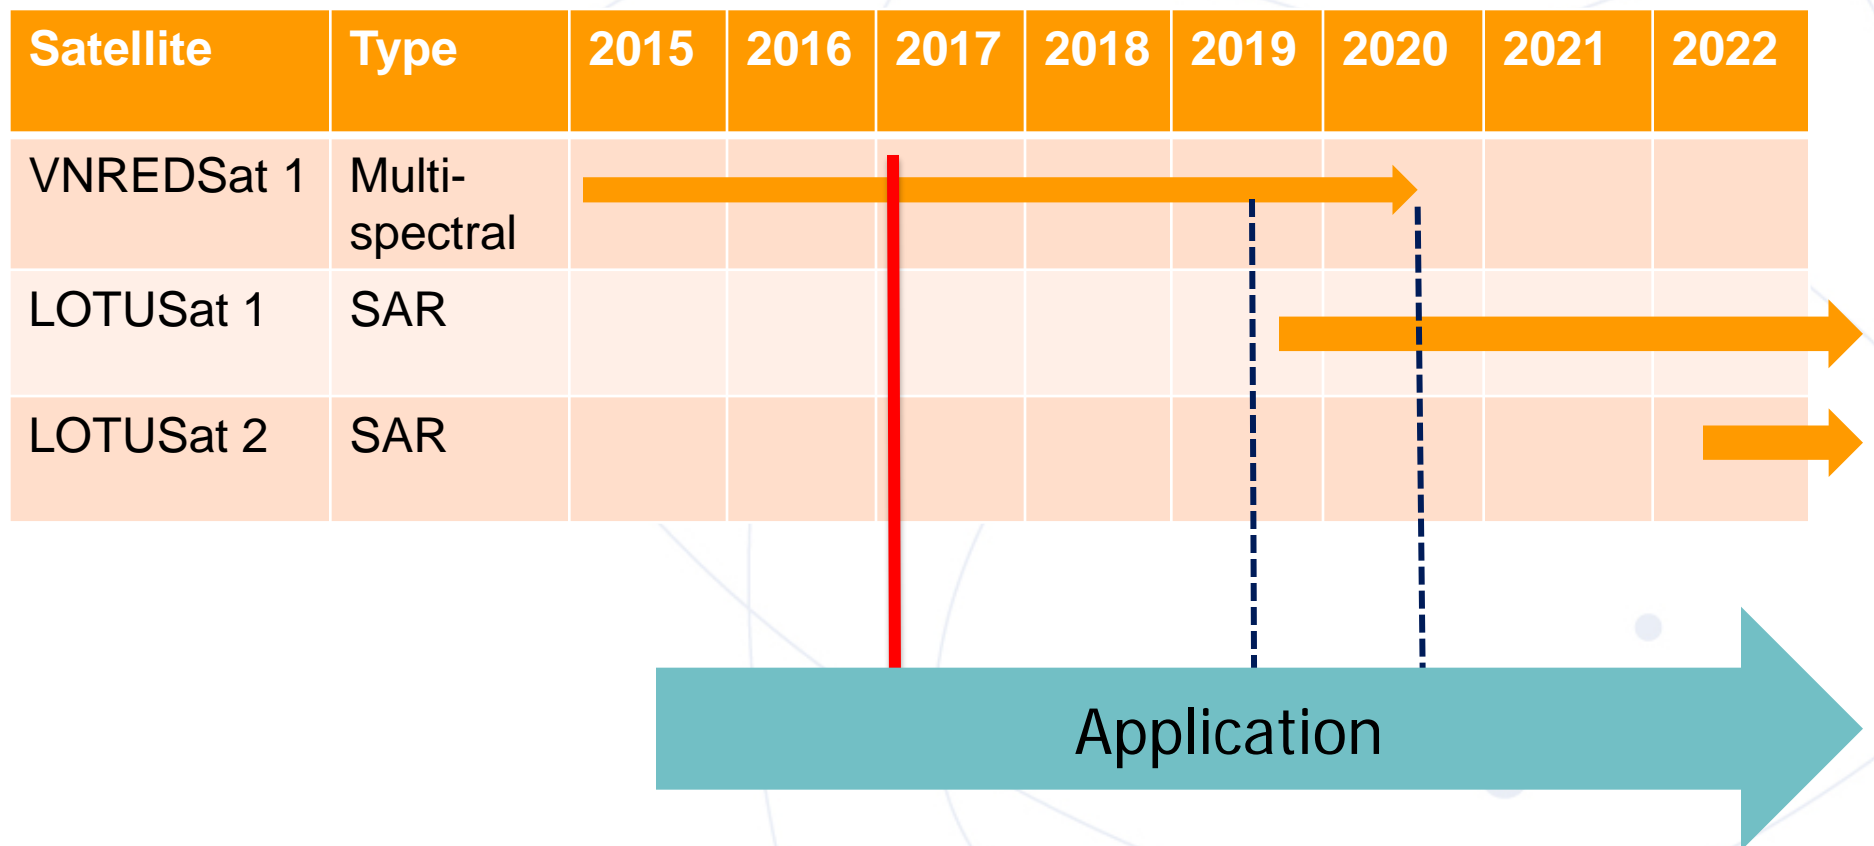 Satellite Type 2015 2016 2017 2018 2019 2020 2021 2022
VNREDSat 1 Multi-
spectral
LOTUSat 1 SAR
LOTUSat 2 SAR
Application